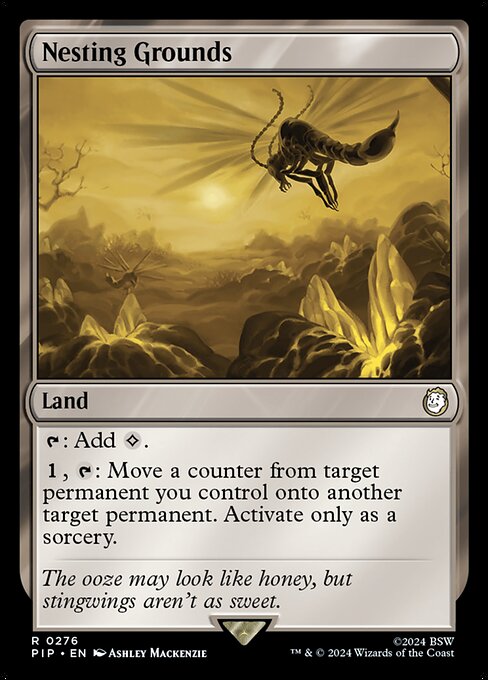 Nesting Grounds
Land
: Add .
1, : Move a counter from target
permanent you control onto another
target permanent. Activate only as a
sorcery.
The ooze may look like honey, but
stingwings aren't as sweet.
R 0276
PIP • EN Ashley Mackenzie
©2024 BSW
™ & © 2024 Wizards of the Coast